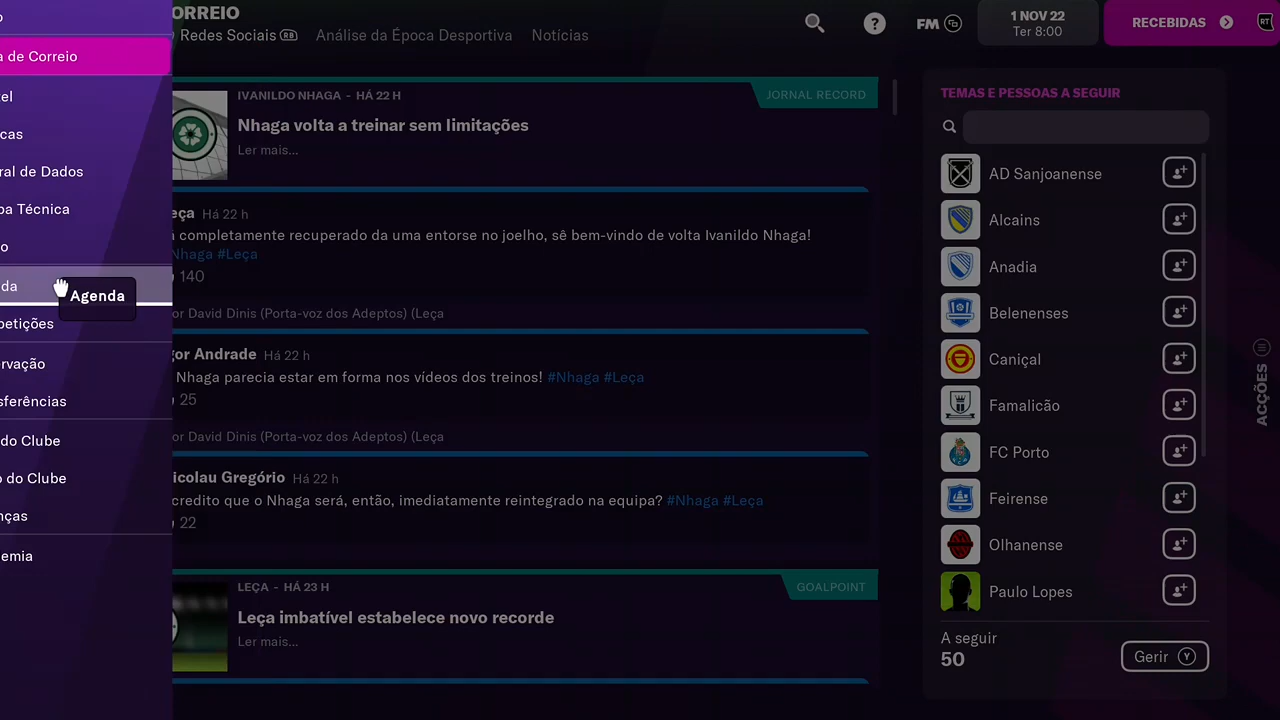 o
ORREIO
Redes Sociais RB
Análise da Época Desportiva
Notícias
?
FM
1 NOV 22
Ter 8:00
RECEBIDAS
RT
a de Correio
tel
cas
ral de Dados
pa Técnica
o
da
Agenda
petições
rvação
sferências
do Clube
o do Clube
nças
emia
IVANILDO NHAGA - HÁ 22 H
JORNAL RECORD
Nhaga volta a treinar sem limitações
Ler mais...
eça Há 22 h
a completamente recuperado da uma entorse no joelho, sê bem-vindo de volta Ivanildo Nhaga!
Nhaga #Leça
140
or David Dinis (Porta-voz dos Adeptos) (Leça
gor Andrade Há 22 h
Nhaga parecia estar em forma nos vídeos dos treinos! #Nhaga #Leça
25
or David Dinis (Porta-voz dos Adeptos) (Leça
icolau Gregório Há 22 h
credito que o Nhaga será, então, imediatamente reintegrado na equipa? #Nhaga #Leça
22
LEÇA - HÁ 23 H
GOALPOINT
Leça imbatível estabelece novo recorde
Ler mais...
TEMAS E PESSOAS A SEGUIR
AD Sanjoanense
Alcains
Anadia
Belenenses
Caniçal
Famalicão
FC Porto
Feirense
Olhanense
Paulo Lopes
A seguir
50
Gerir Y
ACÇÕES